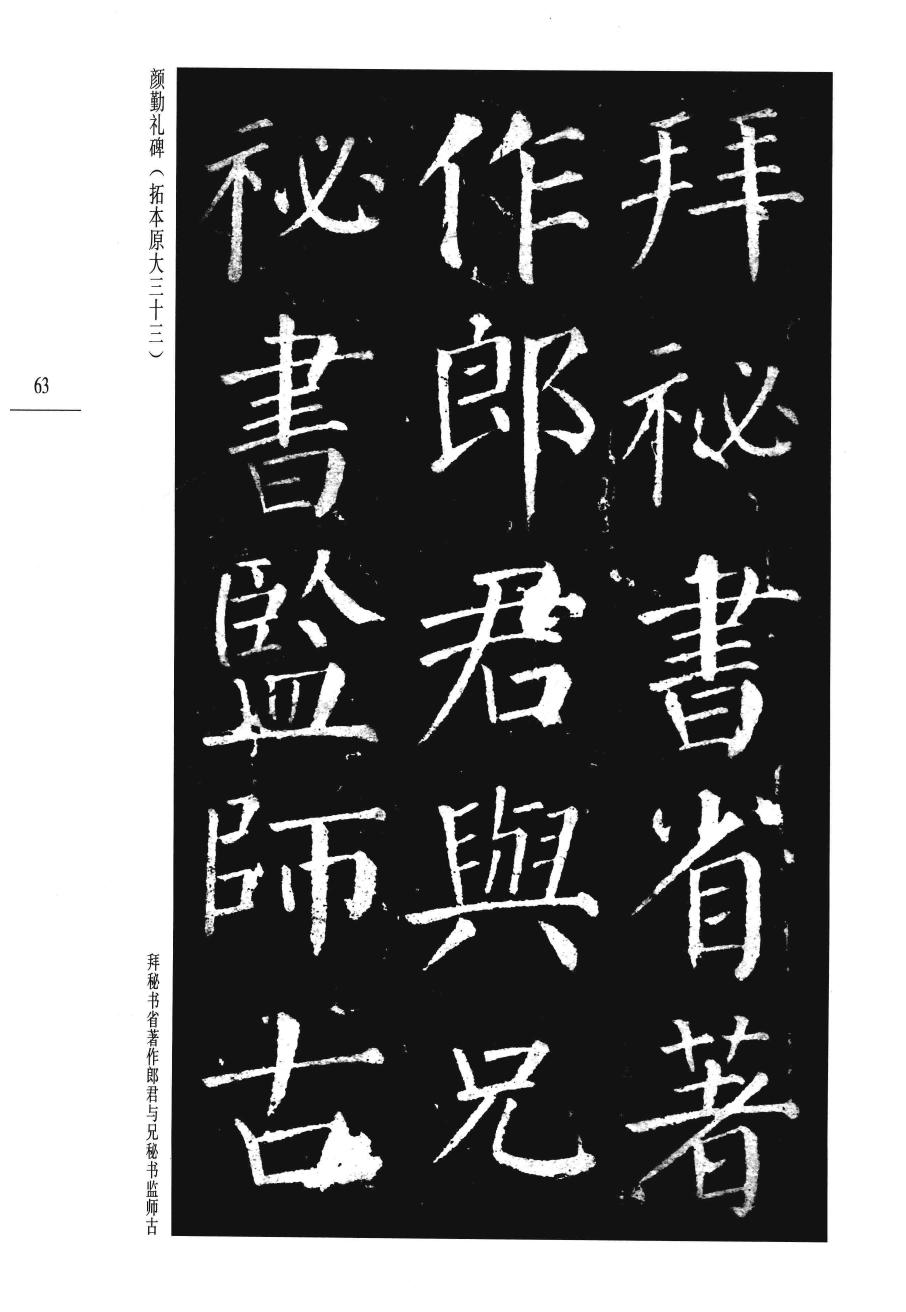 拜祕書省著
作郎君與兄
祕書監師古
颜勤礼碑（拓本原大三十三）
拜秘书省著作郎君与兄秘书监师古
63